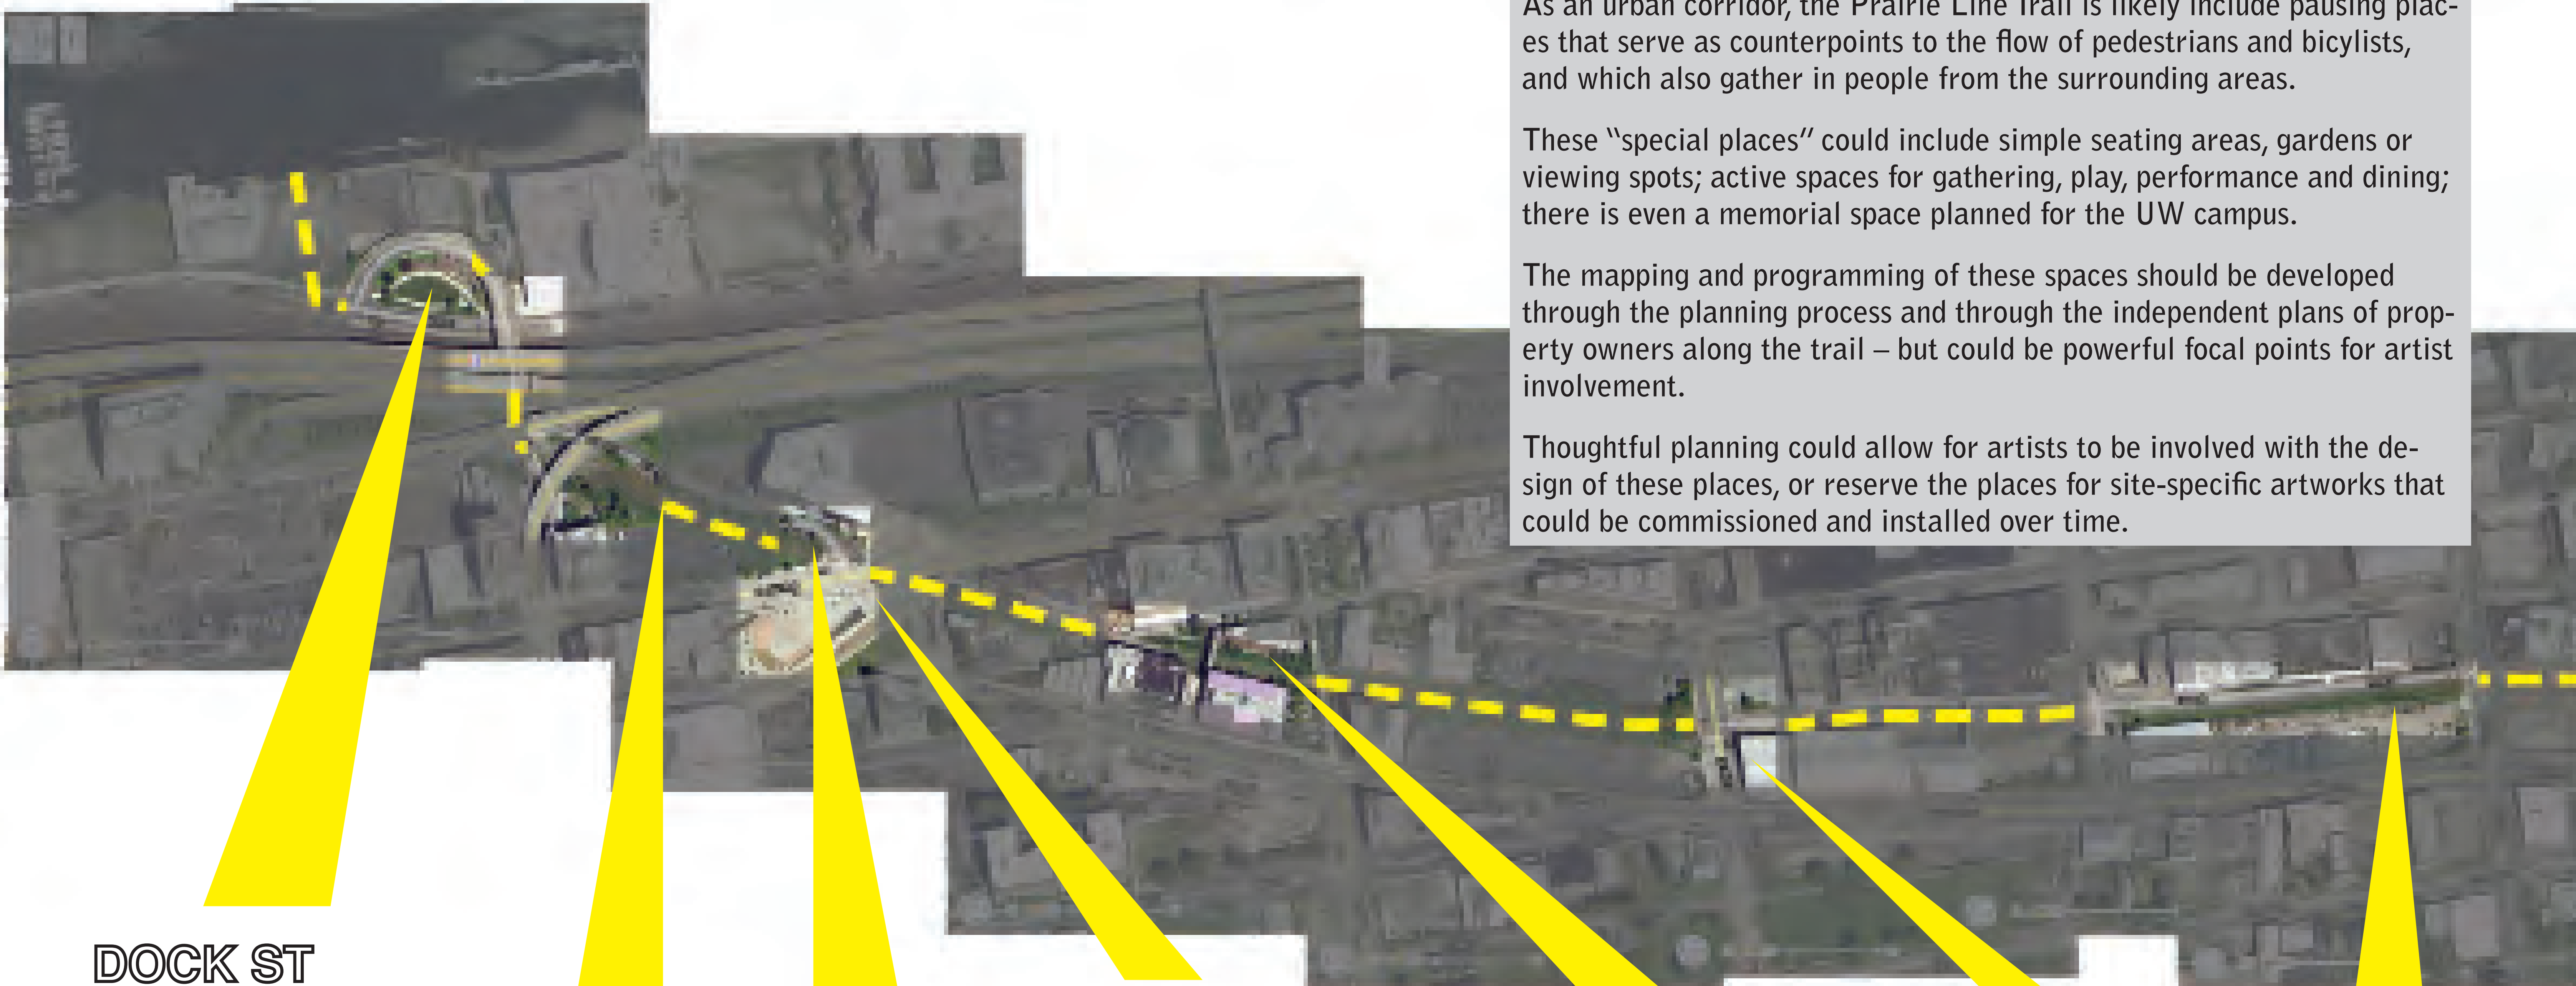 As an urban corridor, the Prairie Line Trail is likely include pausing plac-
es that serve as counterpoints to the flow of pedestrians and bicylists,
and which also gather in people from the surrounding areas.
These “special places” could include simple seating areas, gardens or
viewing spots; active spaces for gathering, play, performance and dining;
there is even a memorial space planned for the UW campus.
The mapping and programming of these spaces should be developed
through the planning process and through the independent plans of prop-
erty owners along the trail – but could be powerful focal points for artist
involvement.
Thoughtful planning could allow for artists to be involved with the de-
sign of these places, or reserve the places for site-specific artworks that
could be commissioned and installed over time.
DOCK ST